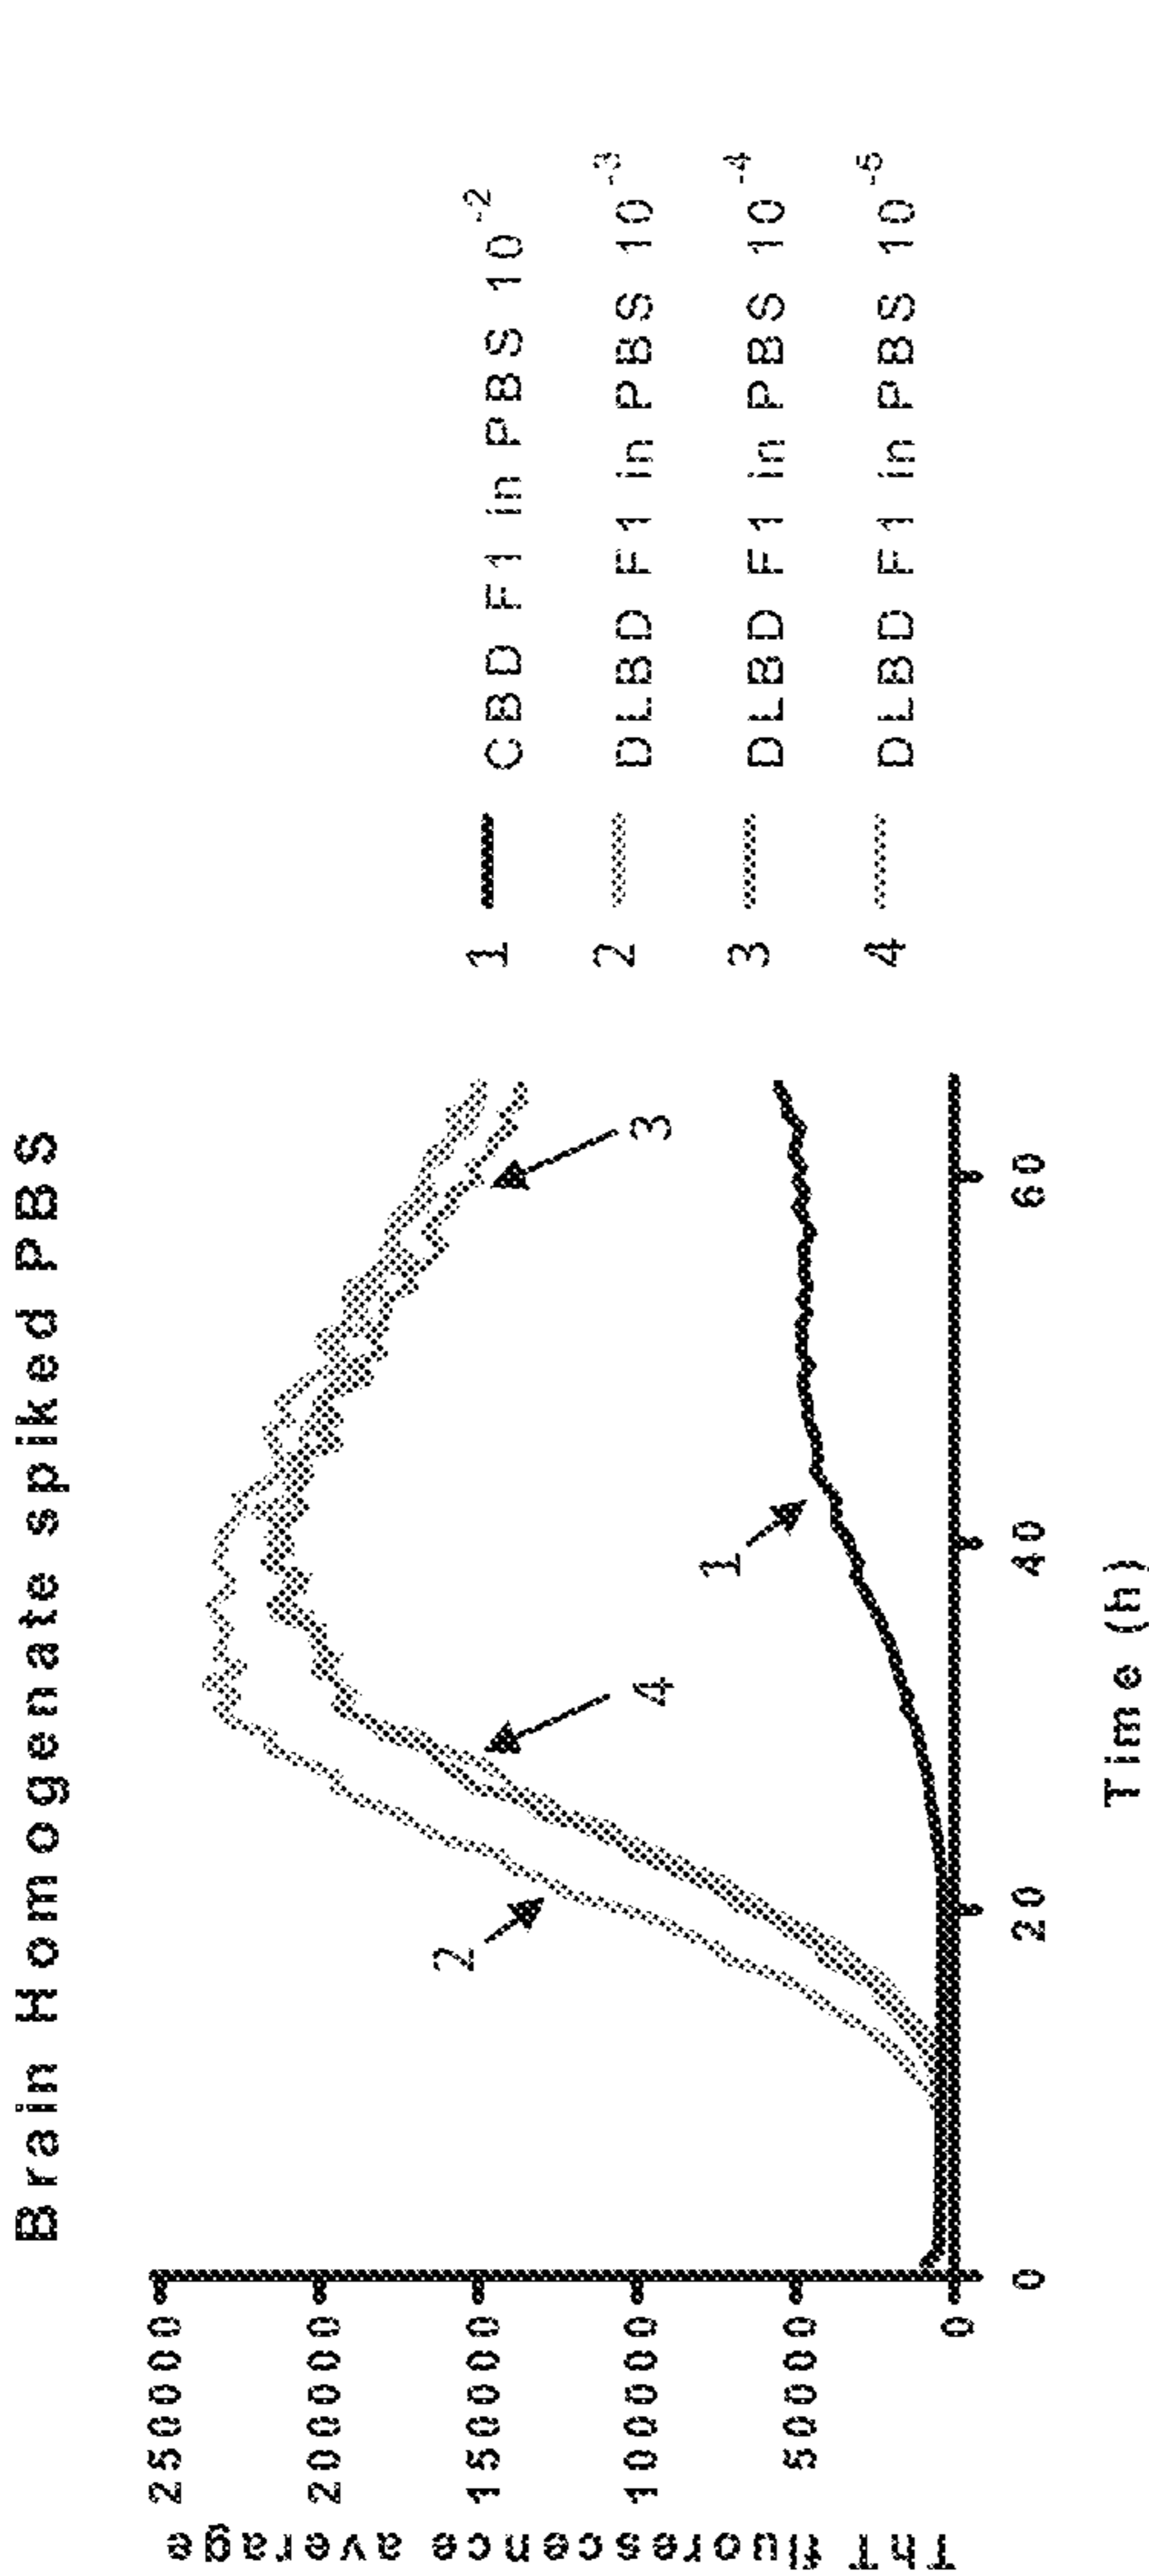 Brain Homogenate spiked PBS
ThT fluorescence average
250000
200000
150000
100000
50000
0
0
20
40
60
Time (h)
2
4
1
3
1 CBD F1 in PBS 10⁻²
2 DLBD F1 in PBS 10⁻³
3 DLBD F1 in PBS 10⁻⁴
4 DLBD F1 in PBS 10⁻⁵